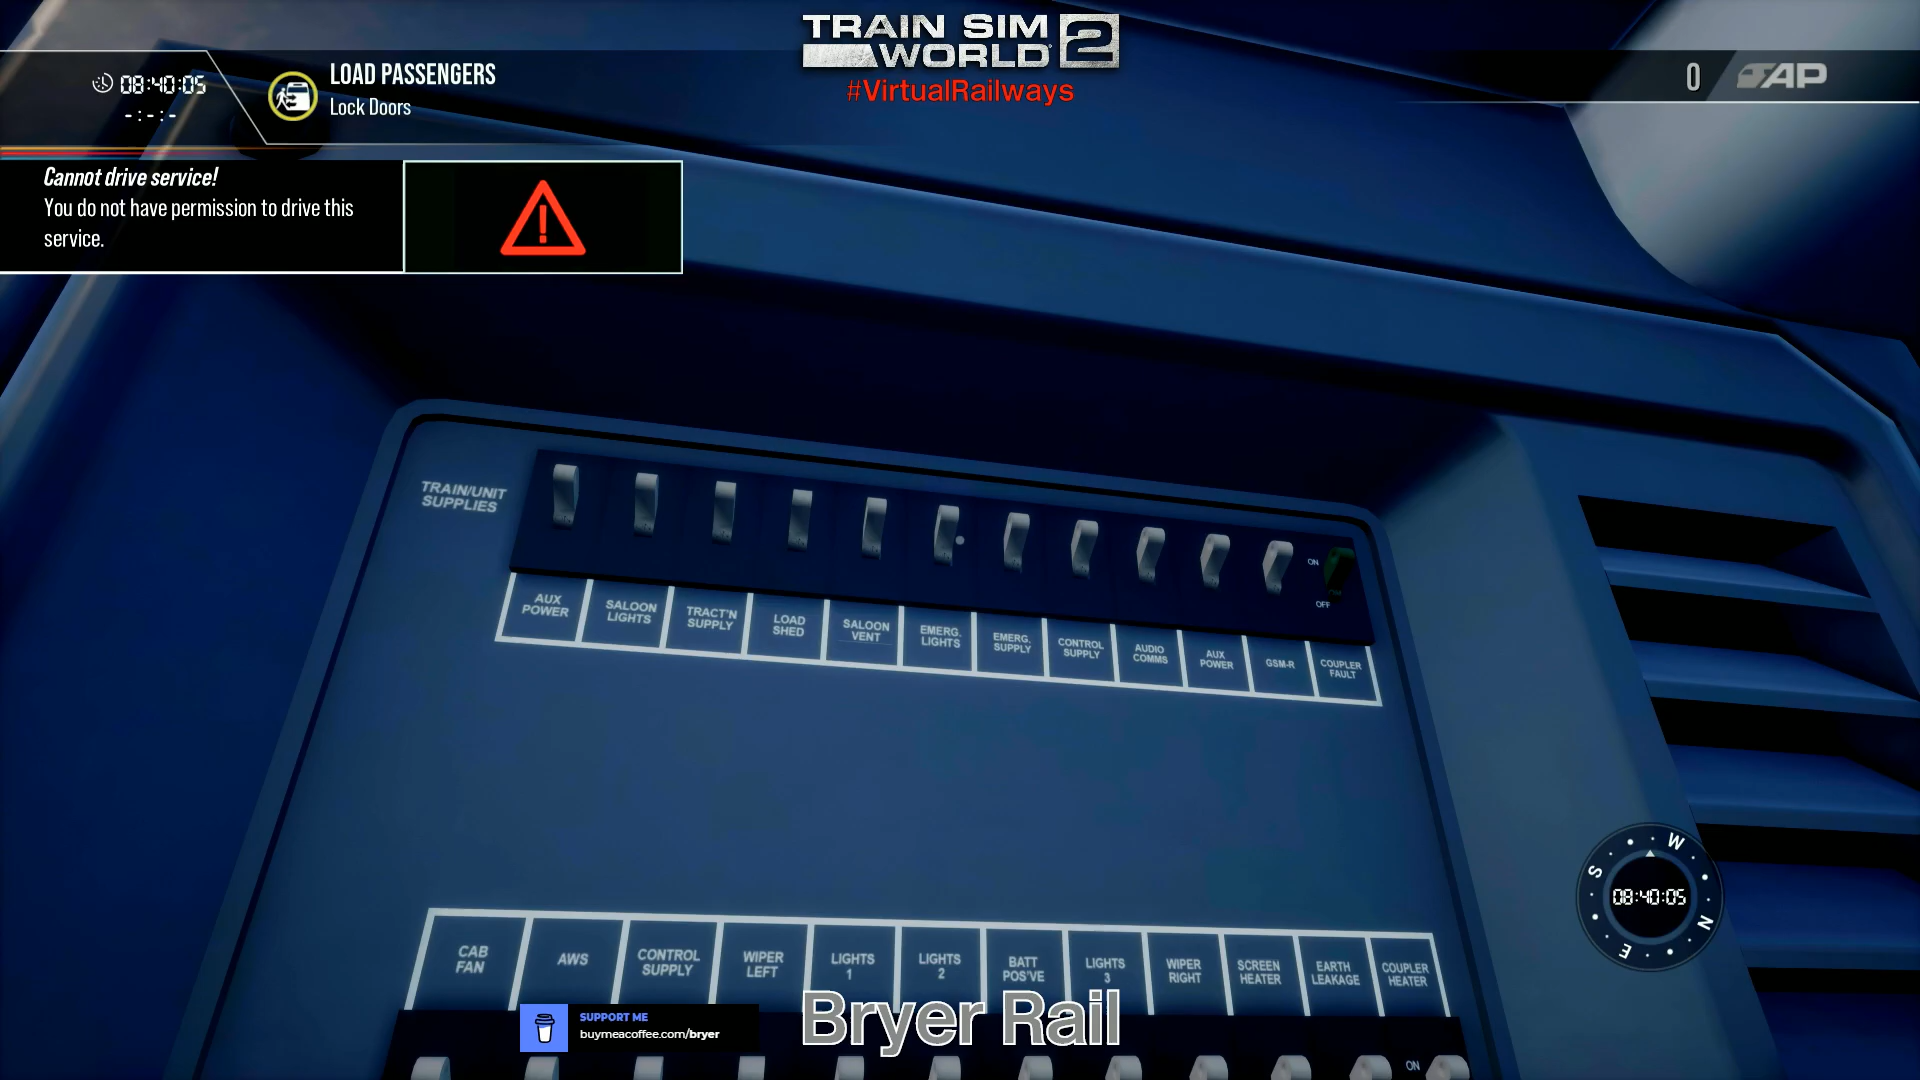 TRAIN SIM
WORLD 2
#VirtualRailways
08:40:05
-:-:-
LOAD PASSENGERS
Lock Doors
0 AP
Cannot drive service!
You do not have permission to drive this
service.
TRAIN/UNIT
SUPPLIES
ON
OFF
AUX
POWER
SALOON
LIGHTS
TRACT'N
SUPPLY
LOAD
SHED
SALOON
VENT
EMERG.
LIGHTS
EMERG.
SUPPLY
CONTROL
SUPPLY
AUDIO
COMMS
AUX
POWER
GSM-R
COUPLER
FAULT
W
S
08:40:05
N
E
CAB
FAN
AWS
CONTROL
SUPPLY
WIPER
LEFT
LIGHTS
1
LIGHTS
2
BATT
POS'VE
LIGHTS
3
WIPER
RIGHT
SCREEN
HEATER
EARTH
LEAKAGE
COUPLER
HEATER
SUPPORT ME
buymeacoffee.com/bryer
Bryer Rail
ON